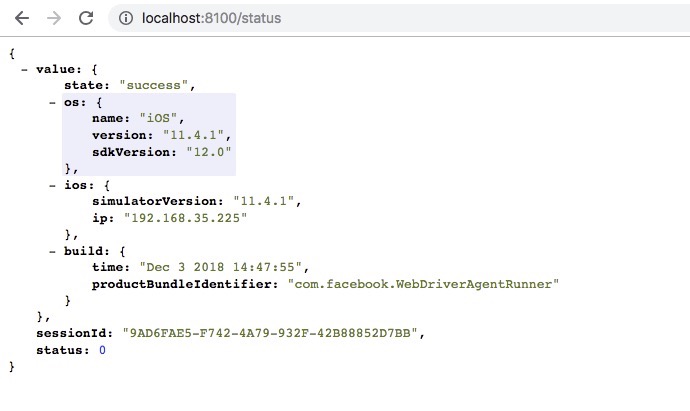 localhost:8100/status
{
  - value: {
        state: "success",
      - os: {
            name: "iOS",
            version: "11.4.1",
            sdkVersion: "12.0"
        },
      - ios: {
            simulatorVersion: "11.4.1",
            ip: "192.168.35.225"
        },
      - build: {
            time: "Dec 3 2018 14:47:55",
            productBundleIdentifier: "com.facebook.WebDriverAgentRunner"
        }
    },
    sessionId: "9AD6FAE5-F742-4A79-932F-42B88852D7BB",
    status: 0
}